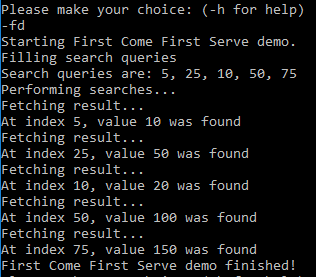 Please make your choice: (-h for help)
-fd
Starting First Come First Serve demo.
Filling search queries
Search queries are: 5, 25, 10, 50, 75
Performing searches...
Fetching result...
At index 5, value 10 was found
Fetching result...
At index 25, value 50 was found
Fetching result...
At index 10, value 20 was found
Fetching result...
At index 50, value 100 was found
Fetching result...
At index 75, value 150 was found
First Come First Serve demo finished!